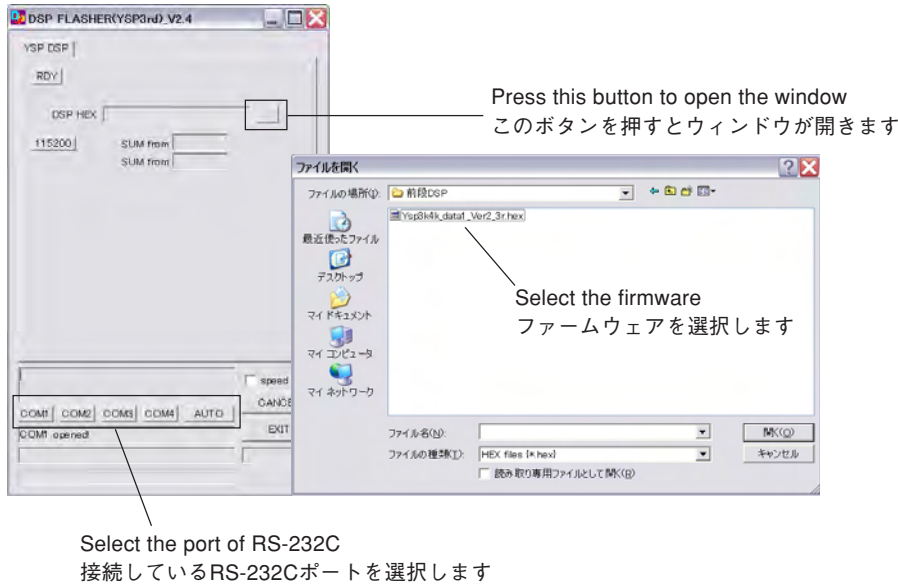 DSP FLASHER(YSP3rd)_V2.4
YSP DSP
RDY
DSP HEX
...
115200
SUM from
SUM from
Press this button to open the window
このボタンを押すとウィンドウが開きます
ファイルを開く
ファイルの場所(I):
前段DSP
Ysp3k4k_data1_Ver2_3r.hex
最近使ったファイル
デスクトップ
マイ ドキュメント
マイ コンピュータ
マイ ネットワーク
Select the firmware
ファームウェアを選択します
speed
COM1 COM2 COM3 COM4 AUTO
CANCE
COM1 opened!
EXIT
ファイル名(N):
開く(O)
ファイルの種類(T):
HEX files (*.hex)
キャンセル
読み取り専用ファイルとして開く(R)
Select the port of RS-232C
接続しているRS-232Cポートを選択します